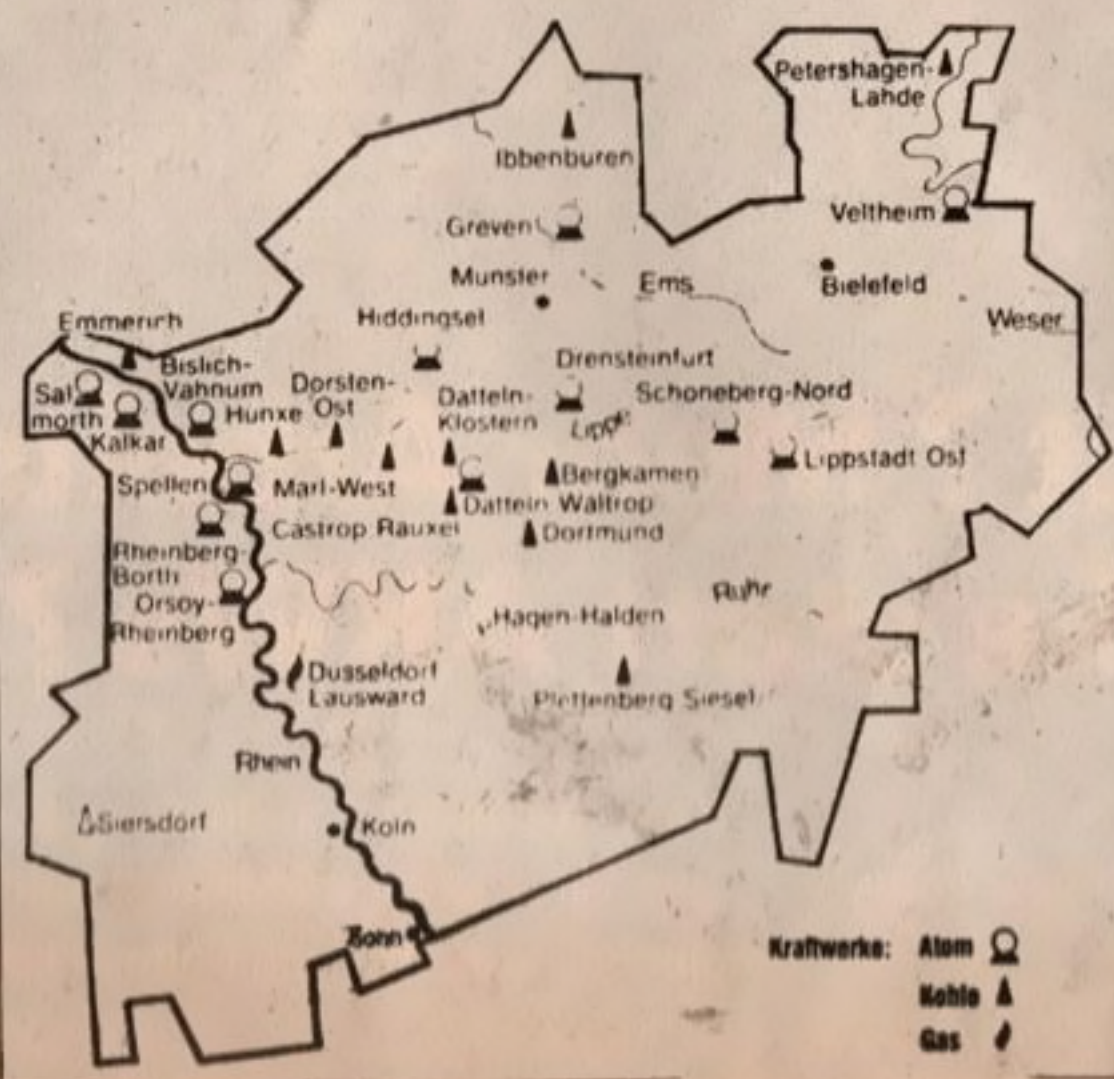 Petershagen-
Lahde
Ibbenburen
Greven
Veltheim
Munster
Ems
Bielefeld
Hiddingsel
Weser
Emmerich
Bislich-
Vahnum
Drensteinfurt
Dorsten-
Ost
Datteln-
Klostern
Schoneberg-Nord
Sal
morth
Hunxe
Lippe
Kalkar
Lippstadt Ost
Bergkamen
Spellen
Marl-West
Datteln Waltrop
Castrop Rauxel
Dortmund
Rheinberg-
Borth
Orsoy-
Rheinberg
Ruhr
Hagen-Halden
Dusseldorf
Lausward
Plettenberg Siesel
Rhein
Siersdorf
Koln
Bonn
Kraftwerke: Atom
Kohle
Gas